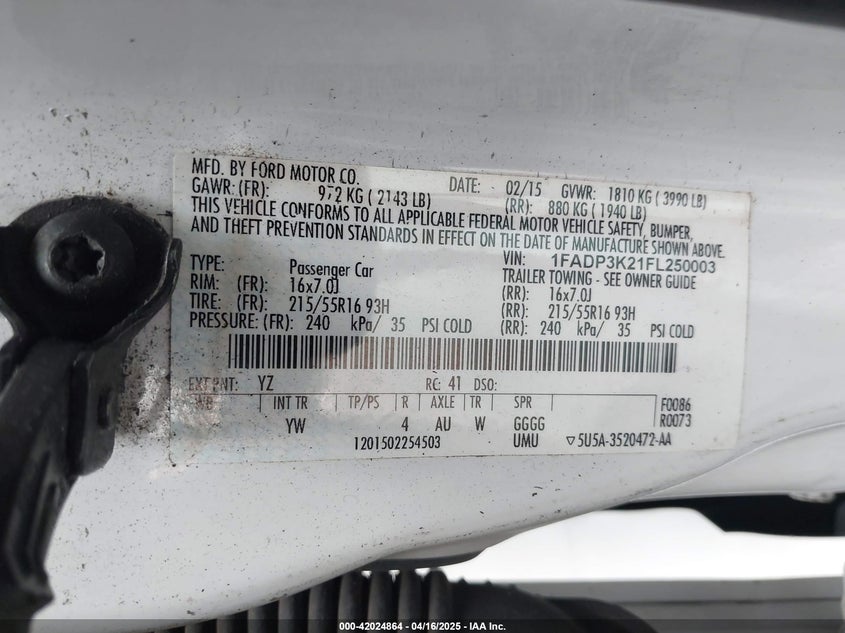 MFD. BY FORD MOTOR CO. DATE: 02/15 GVWR: 1810 KG ( 3990 LB)
GAWR: (FR): 972 KG ( 2143 LB) (RR): 880 KG ( 1940 LB)
THIS VEHICLE CONFORMS TO ALL APPLICABLE FEDERAL MOTOR VEHICLE SAFETY, BUMPER,
AND THEFT PREVENTION STANDARDS IN EFFECT ON THE DATE OF MANUFACTURE SHOWN ABOVE.
VIN: 1FADP3K21FL250003
TYPE: Passenger Car TRAILER TOWING - SEE OWNER GUIDE
RIM: (FR): 16x7.0J (RR): 16x7.0J
TIRE: (FR): 215/55R16 93H (RR): 215/55R16 93H
PRESSURE: (FR): 240 kPa/ 35 PSI COLD (RR): 240 kPa/ 35 PSI COLD
EXT PNT: YZ RC: 41 DSO:
WB INT TR TP/PS R AXLE TR SPR F0086
YW 4 AU W GGGG R0073
1201502254503 UMU ▽5U5A-3520472-AA
000-42024864 - 04/16/2025 - IAA Inc.